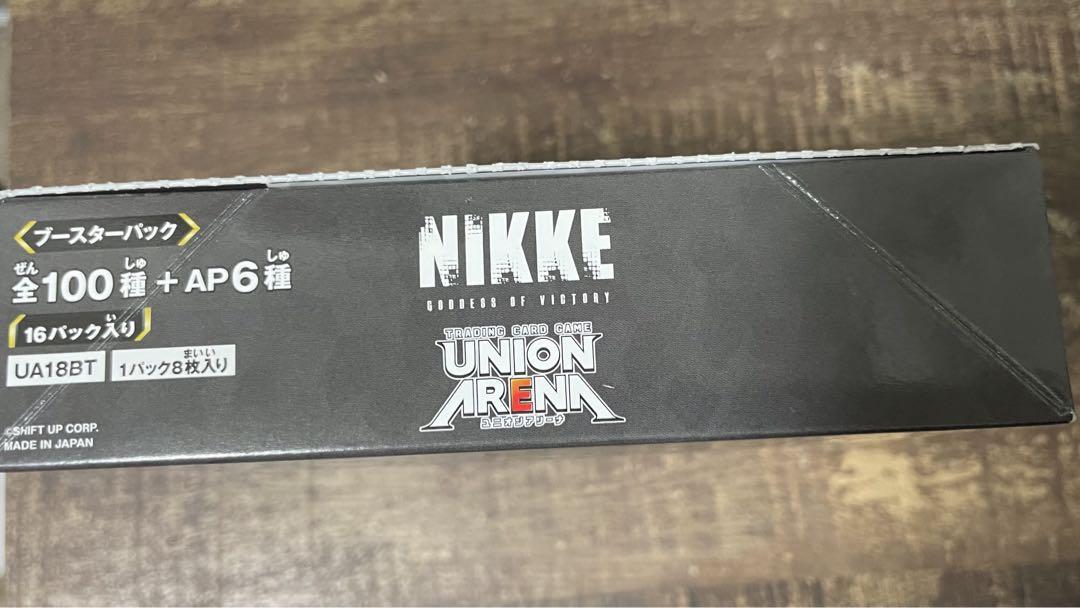 ブースターパック
ぜん しゅ しゅ
全100種 + AP6種
い
16パック入り
まいい
UA18BT 1パック8枚入り
©SHIFT UP CORP.
MADE IN JAPAN
NIKKE
GODDESS OF VICTORY
TRADING CARD GAME
UNION
ARENA
ユニオンアリーナ